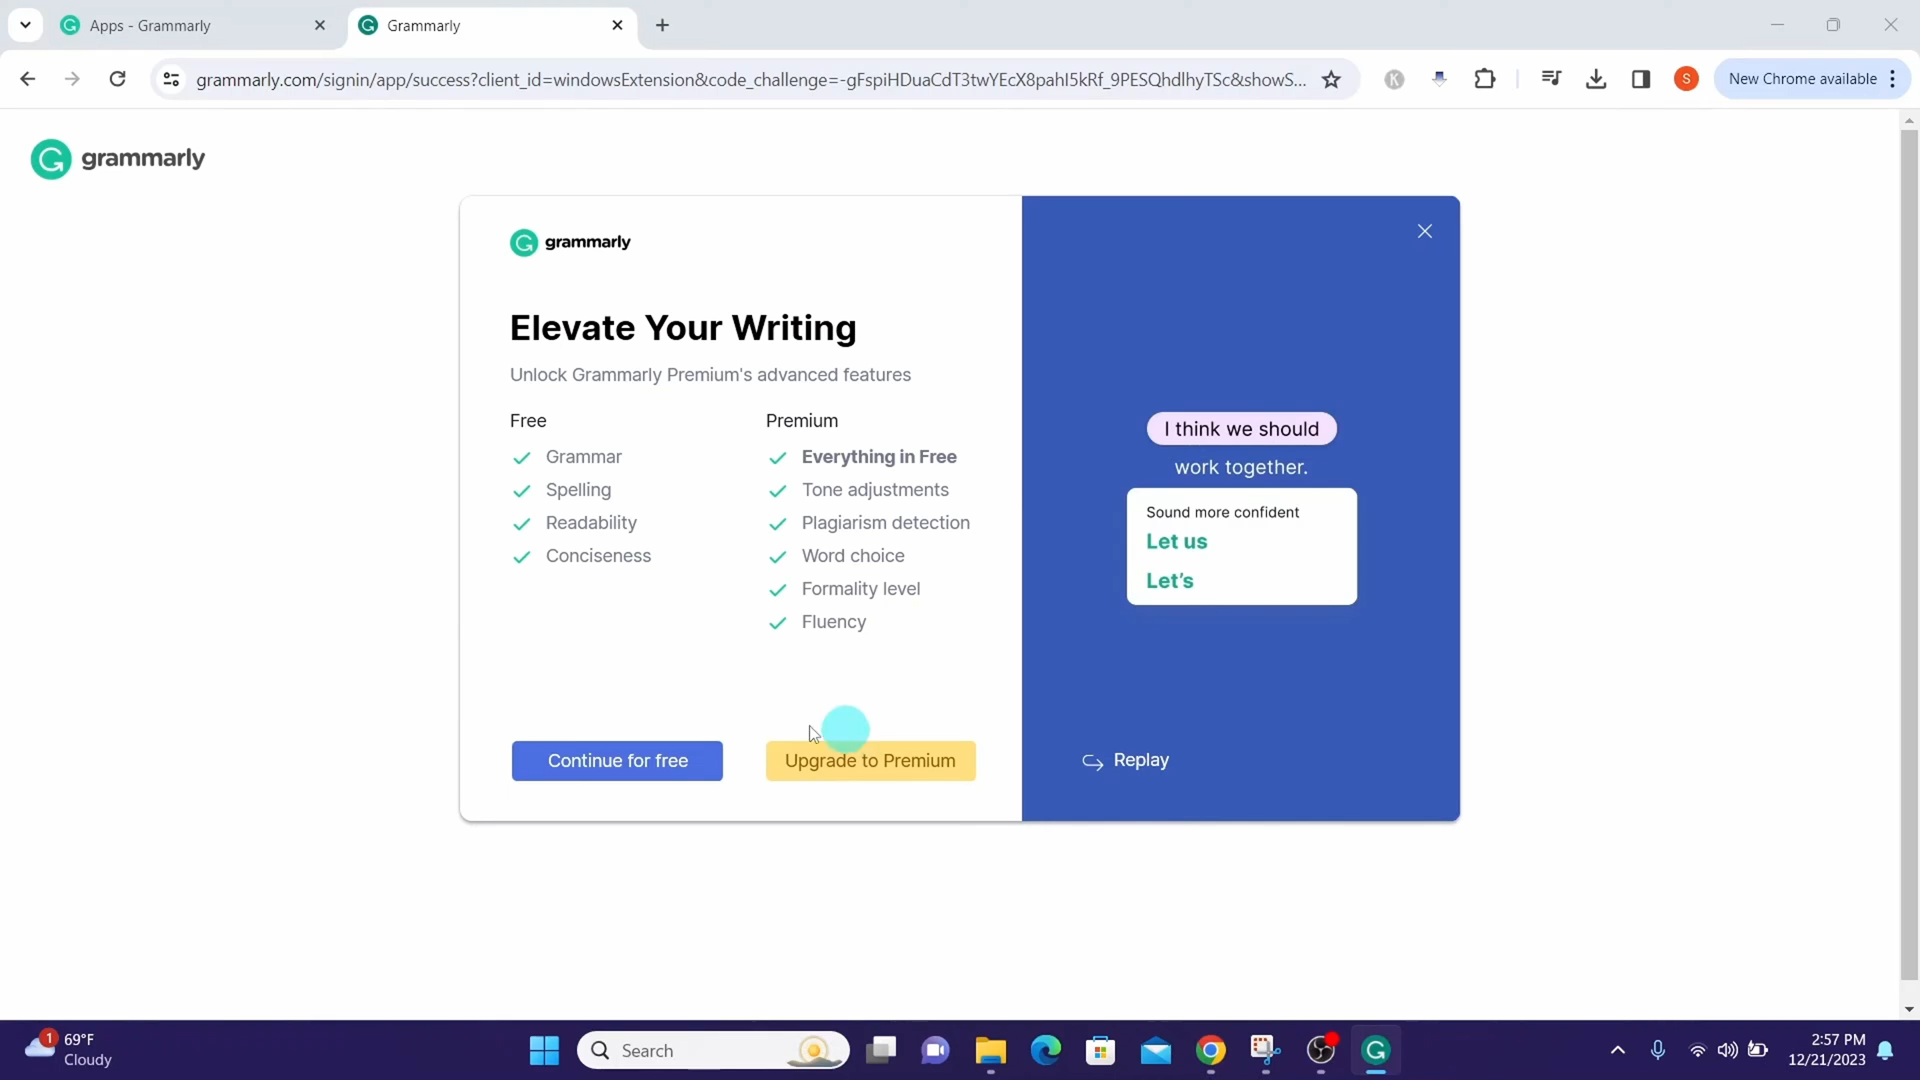 Apps - Grammarly
Grammarly
grammarly.com/signin/app/success?client_id=windowsExtension&code_challenge=-gFspiHDuaCdT3twYEcX8pahI5kRf_9PESQhdlhyTSc&showS...
K
S
New Chrome available
grammarly
grammarly
Elevate Your Writing
Unlock Grammarly Premium's advanced features
Free
Grammar
Spelling
Readability
Conciseness
Premium
Everything in Free
Tone adjustments
Plagiarism detection
Word choice
Formality level
Fluency
Continue for free
Upgrade to Premium
I think we should
work together.
Sound more confident
Let us
Let's
Replay
1
69°F
Cloudy
Search
2:57 PM
12/21/2023